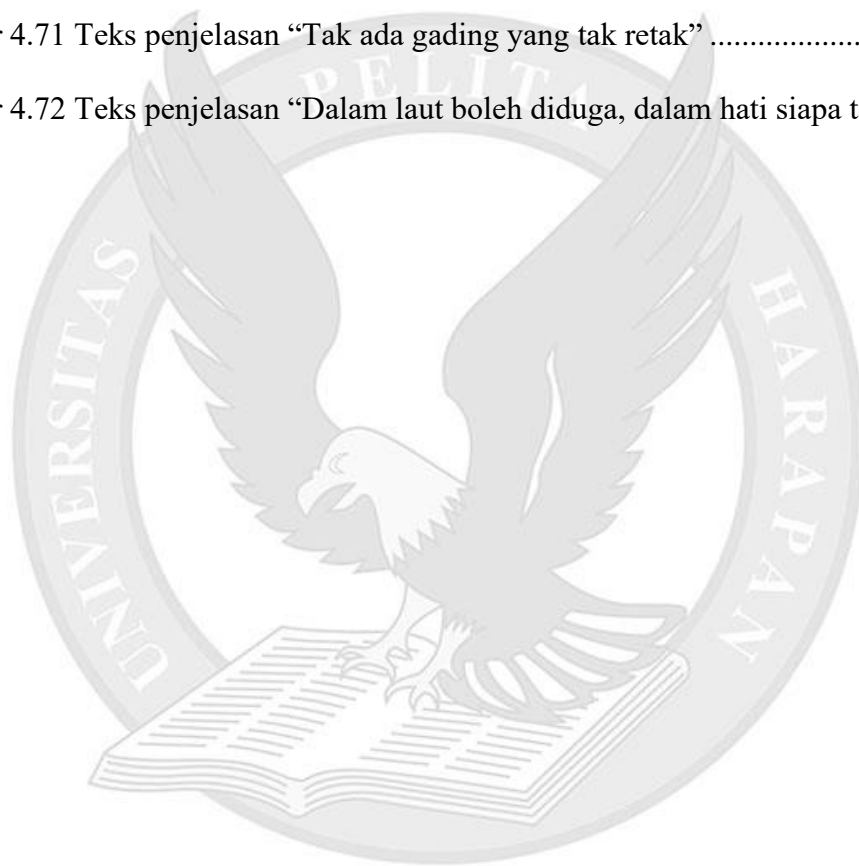 4.71 Teks penjelasan “Tak ada gading yang tak retak” ...................
4.72 Teks penjelasan “Dalam laut boleh diduga, dalam hati siapa
UNIVERSITAS PELITA HARAPAN